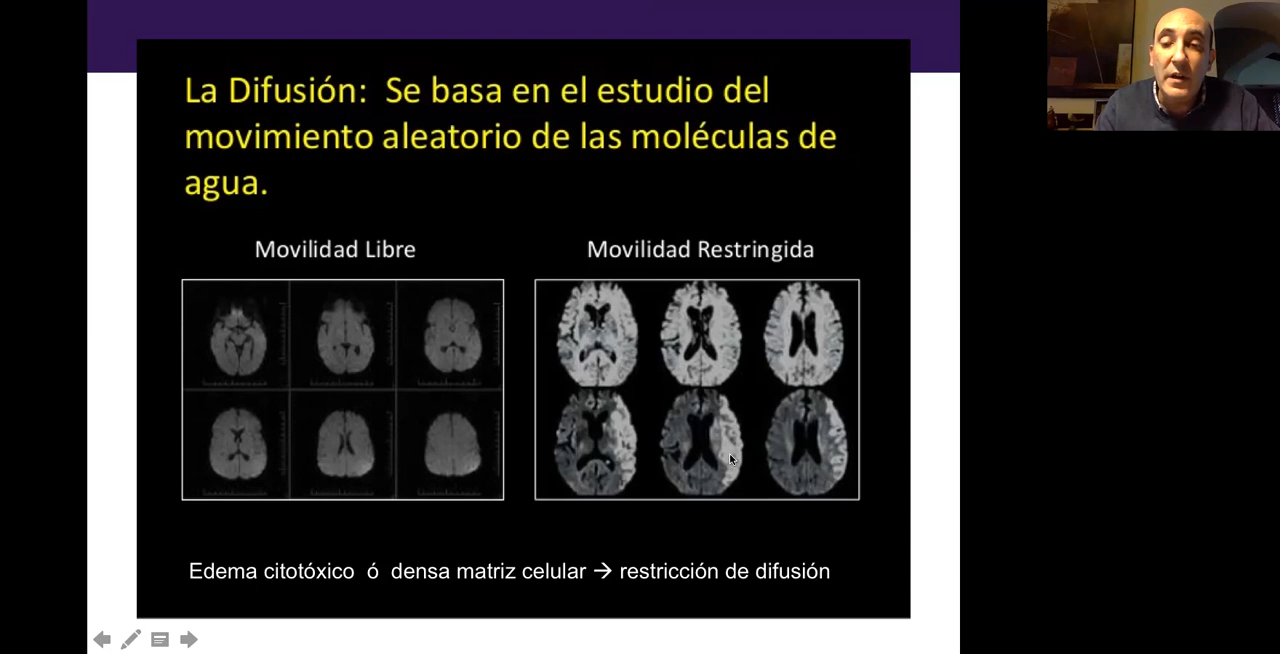 La Difusión: Se basa en el estudio del
movimiento aleatorio de las moléculas de
agua.
Movilidad Libre
Movilidad Restringida
Edema citotóxico ó densa matriz celular → restricción de difusión